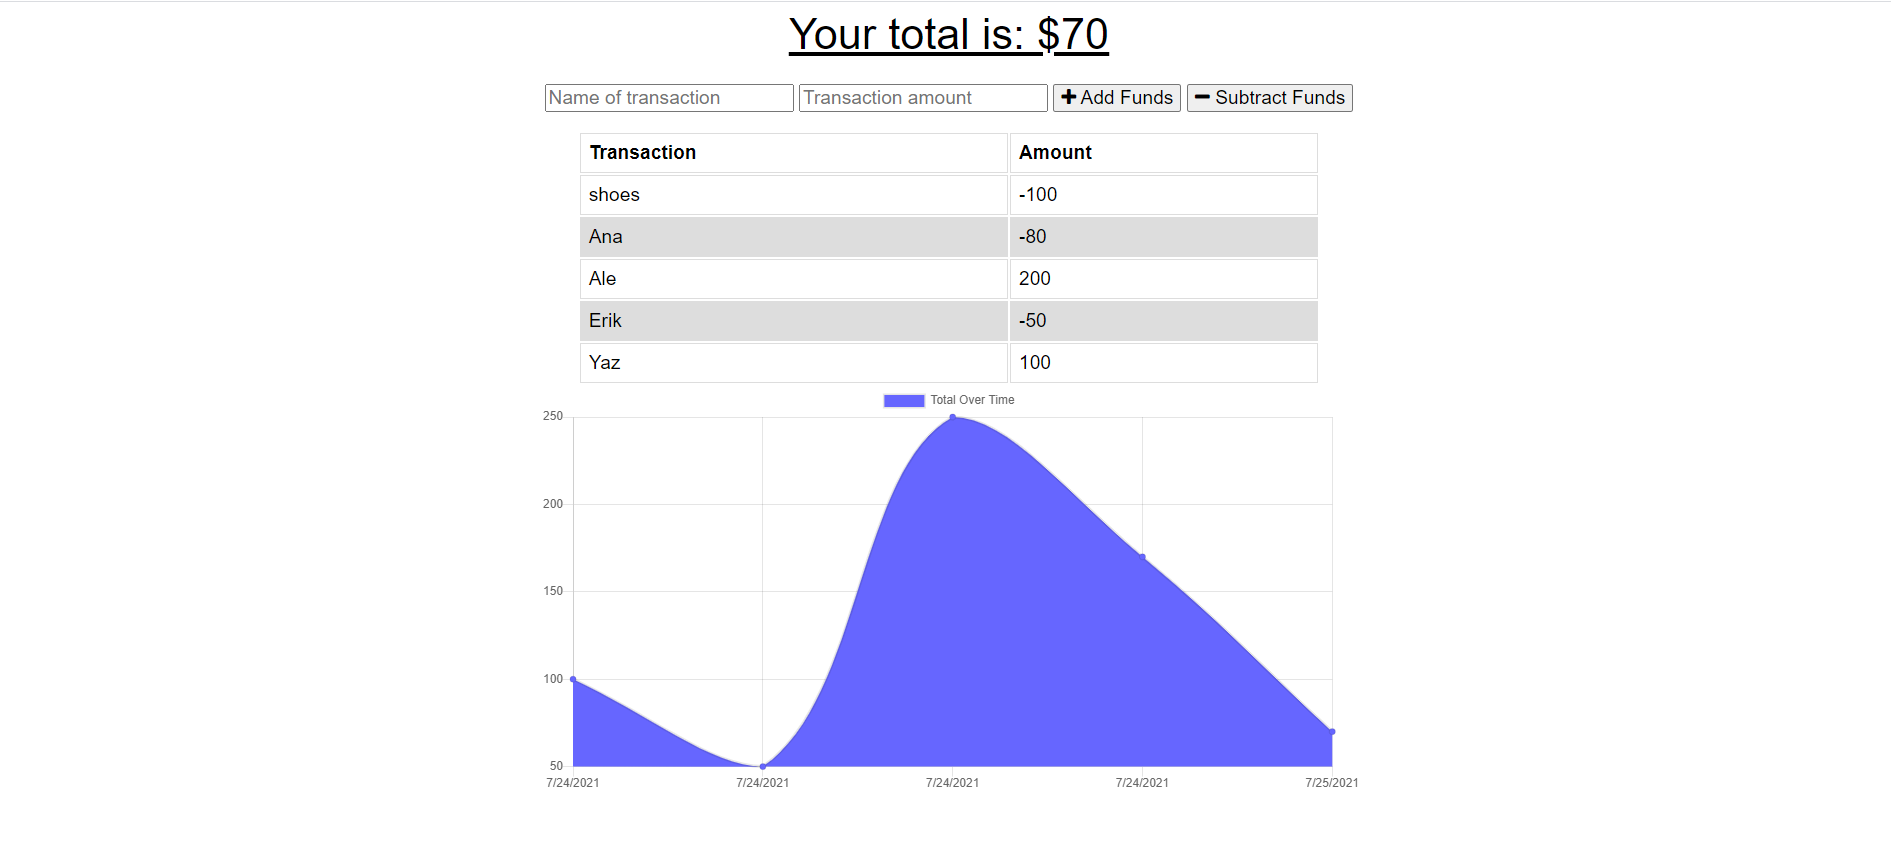 Your total is: $70
Name of transaction Transaction amount Add Funds Subtract Funds
Transaction Amount
shoes -100
Ana -80
Ale 200
Erik -50
Yaz 100
Total Over Time
250
200
150
100
50
7/24/2021 7/24/2021 7/24/2021 7/24/2021 7/25/2021